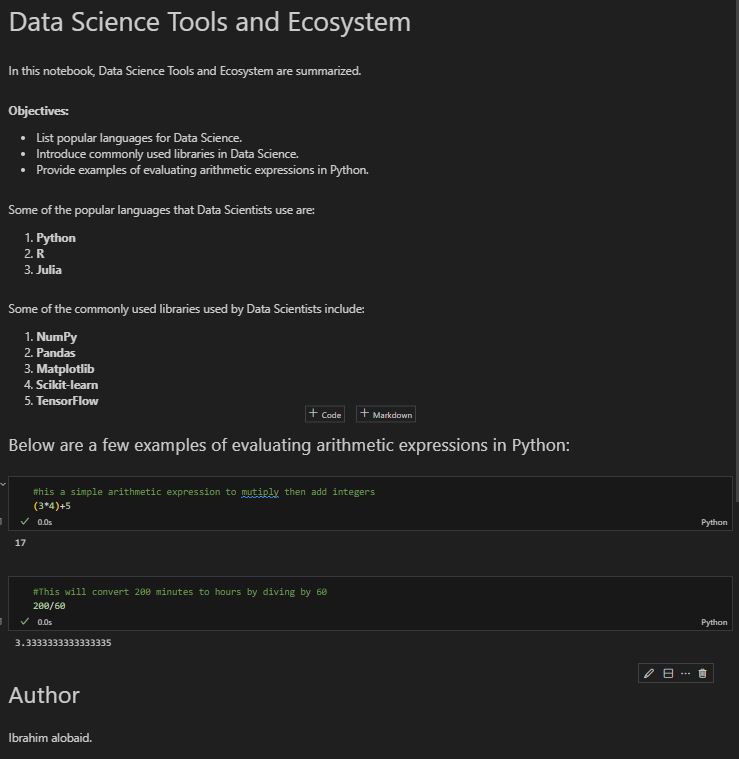 Data Science Tools and Ecosystem
In this notebook, Data Science Tools and Ecosystem are summarized.
Objectives:
• List popular languages for Data Science.
• Introduce commonly used libraries in Data Science.
• Provide examples of evaluating arithmetic expressions in Python.
Some of the popular languages that Data Scientists use are:
1. Python
2. R
3. Julia
Some of the commonly used libraries used by Data Scientists include:
1. NumPy
2. Pandas
3. Matplotlib
4. Scikit-learn
5. TensorFlow
+ Code + Markdown
Below are a few examples of evaluating arithmetic expressions in Python:
#his a simple arithmetic expression to mutiply then add integers
(3*4)+5
✓ 0.0s Python
17
#This will convert 200 minutes to hours by diving by 60
200/60
✓ 0.0s Python
3.3333333333333335
Author
Ibrahim alobaid.